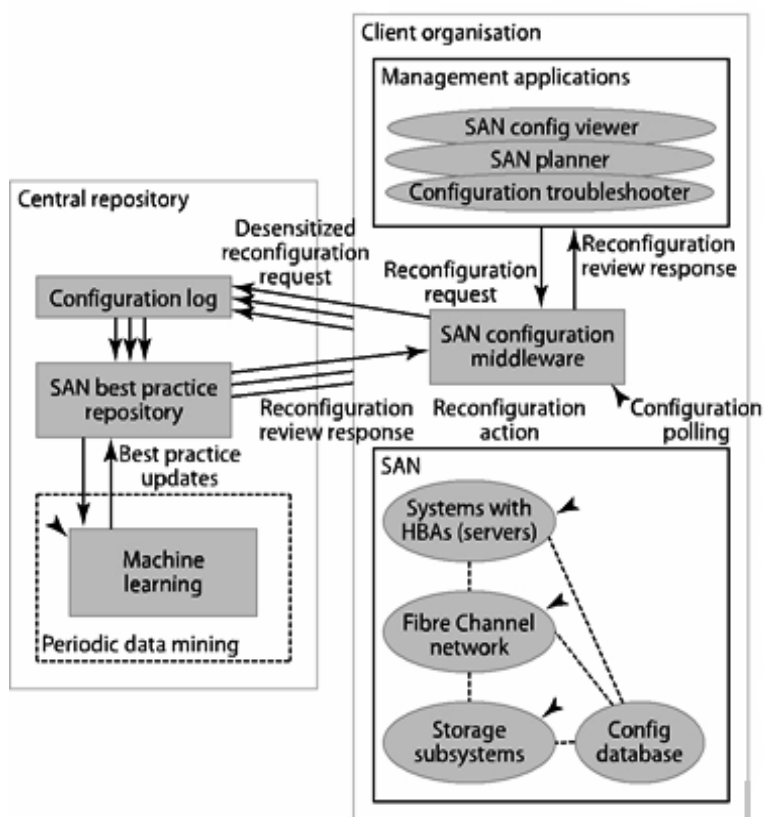 Client organisation
Management applications
SAN config viewer
SAN planner
Configuration troubleshooter
Central repository
Desensitized
reconfiguration
request
Reconfiguration
request
Reconfiguration
review response
Configuration log
SAN configuration
middleware
SAN best practice
repository
Reconfiguration
review response
Reconfiguration
action
Configuration
polling
Best practice
updates
Machine
learning
Periodic data mining
SAN
Systems with
HBAs (servers)
Fibre Channel
network
Storage
subsystems
Config
database